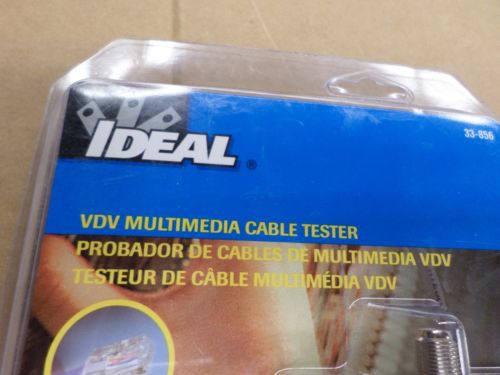 IDEAL ®
33-856
VDV MULTIMEDIA CABLE TESTER
PROBADOR DE CABLES DE MULTIMEDIA VDV
TESTEUR DE CÂBLE MULTIMÉDIA VDV